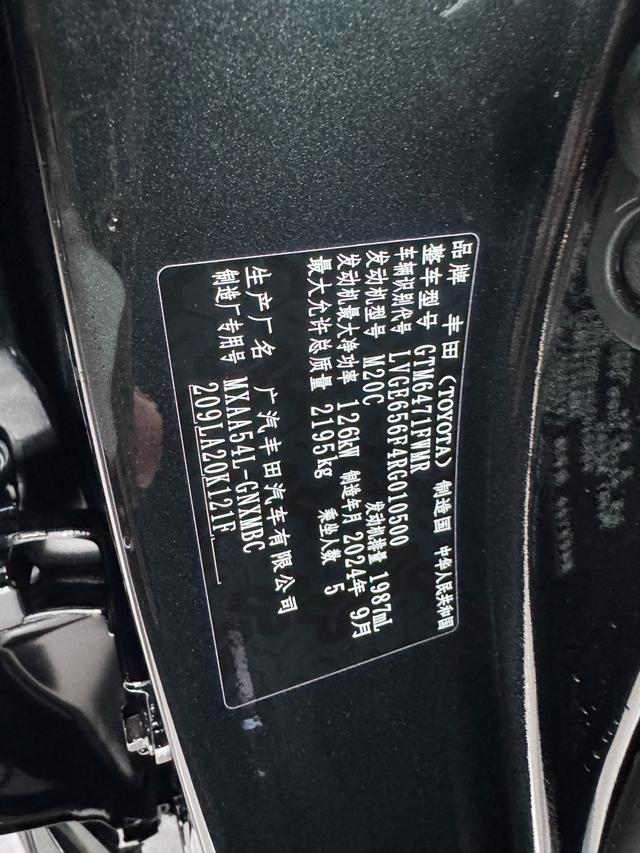 品牌 丰田 (TOYOTA) 制造国 中华人民共和国
整车型号 GTM6471FWMR
车辆识别代号 LVGE656F4RG010560
发动机型号 M20C 发动机排量 1987mL
发动机最大净功率 126kW 制造年月 2024年 9月
最大允许总质量 2195kg 乘坐人数 5
生产厂名 广汽丰田汽车有限公司
制造厂专用号 MXAA54L-GNXMBC
209LA20K121F